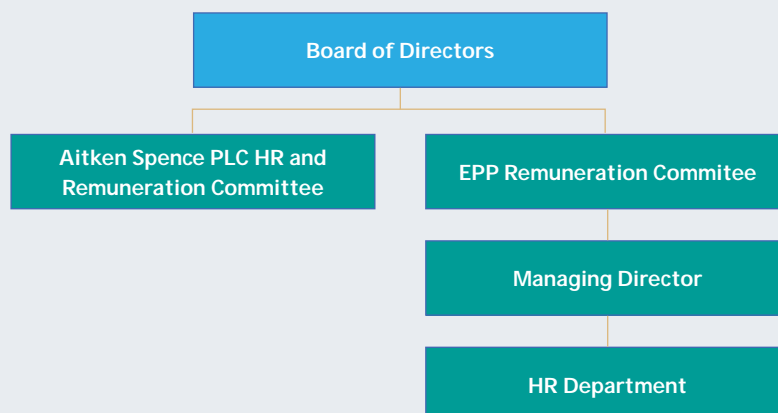 Board of Directors
Aitken Spence PLC HR and
Remuneration Committee
EPP Remuneration Commitee
Managing Director
HR Department